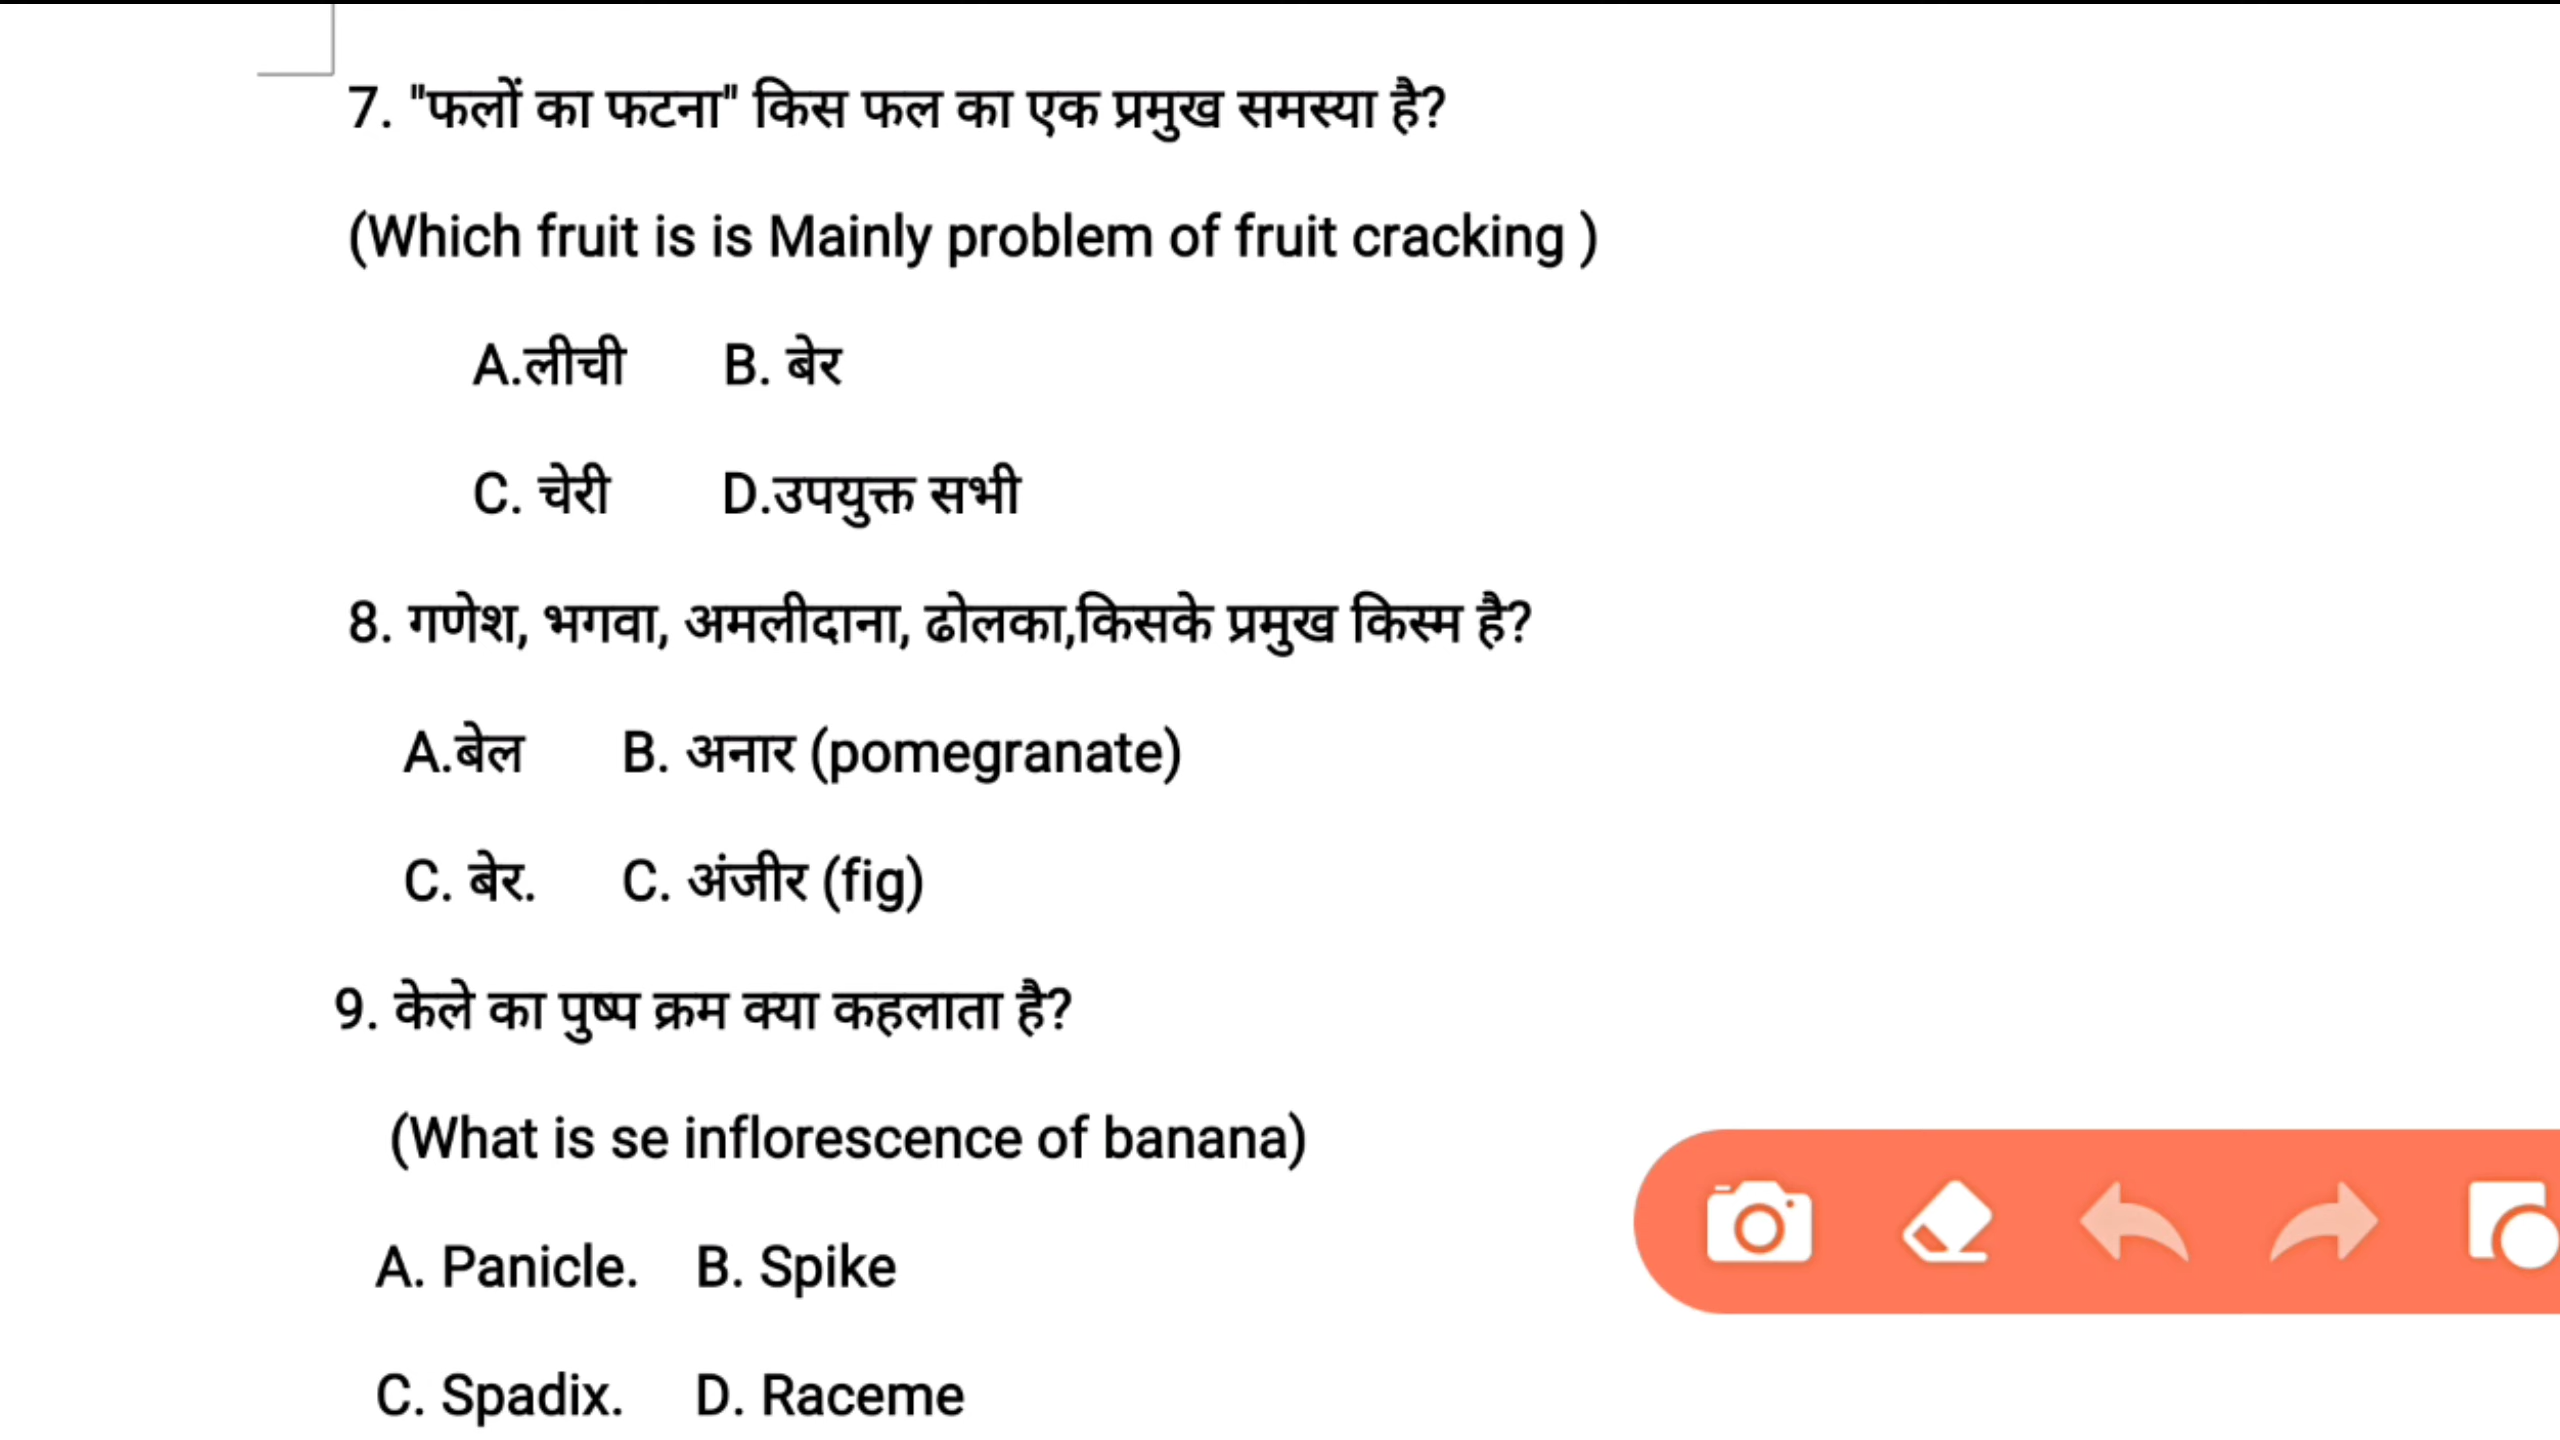 7. "फलों का फटना" किस फल का एक प्रमुख समस्या है?
(Which fruit is is Mainly problem of fruit cracking )
A.लीची B. बेर
C. चेरी D.उपयुक्त सभी
8. गणेश, भगवा, अमलीदाना, ढोलका,किसके प्रमुख किस्म है?
A.बेल B. अनार (pomegranate)
C. बेर. C. अंजीर (fig)
9. केले का पुष्प क्रम क्या कहलाता है?
(What is se inflorescence of banana)
A. Panicle. B. Spike
C. Spadix. D. Raceme